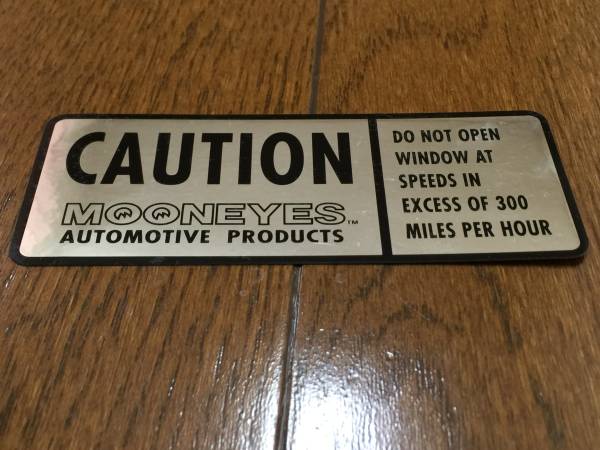 CAUTION
MOONEYES™
AUTOMOTIVE PRODUCTS
DO NOT OPEN
WINDOW AT
SPEEDS IN
EXCESS OF 300
MILES PER HOUR